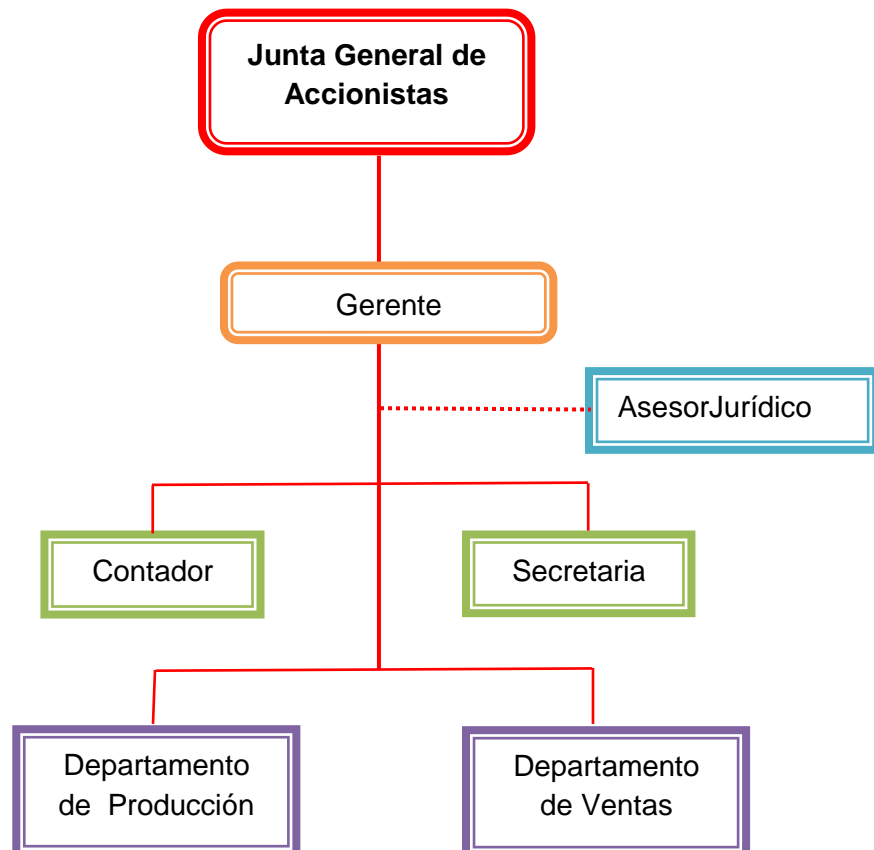 Junta General de
Accionistas
Gerente
AsesorJurídico
Contador
Secretaria
Departamento
de Producción
Departamento
de Ventas